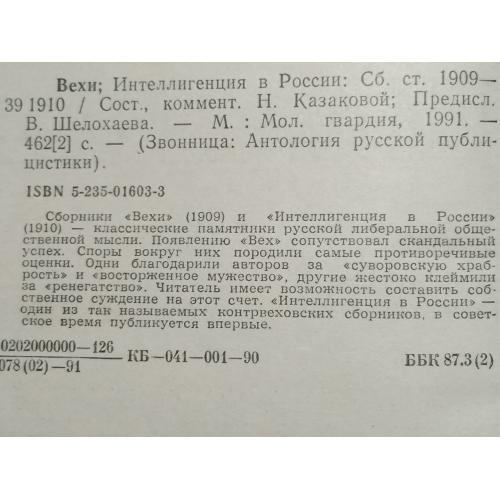 Вехи; Интеллигенция в России: Сб. ст. 1909—
39 1910 / Сост., коммент. Н. Казаковой; Предисл.
В. Шелохаева. — М. : Мол. гвардия, 1991. —
462[2] с. — (Звонница: Антология русской публи-
цистики).
ISBN 5-235-01603-3
Сборники «Вехи» (1909) и «Интеллигенция в России»
(1910) — классические памятники русской либеральной обще-
ственной мысли. Появлению «Вех» сопутствовал скандальный
успех. Споры вокруг них породили самые противоречивые
оценки. Одни благодарили авторов за «суворовскую храб-
рость» и «восторженное мужество», другие жестоко клеймили
за «ренегатство». Читатель имеет возможность составить соб-
ственное суждение на этот счет. «Интеллигенция в России» —
один из так называемых контрвеховских сборников, в совет-
ское время публикуется впервые.
0202000000—126
078(02)—91
КБ—041—001—90
ББК 87.3(2)